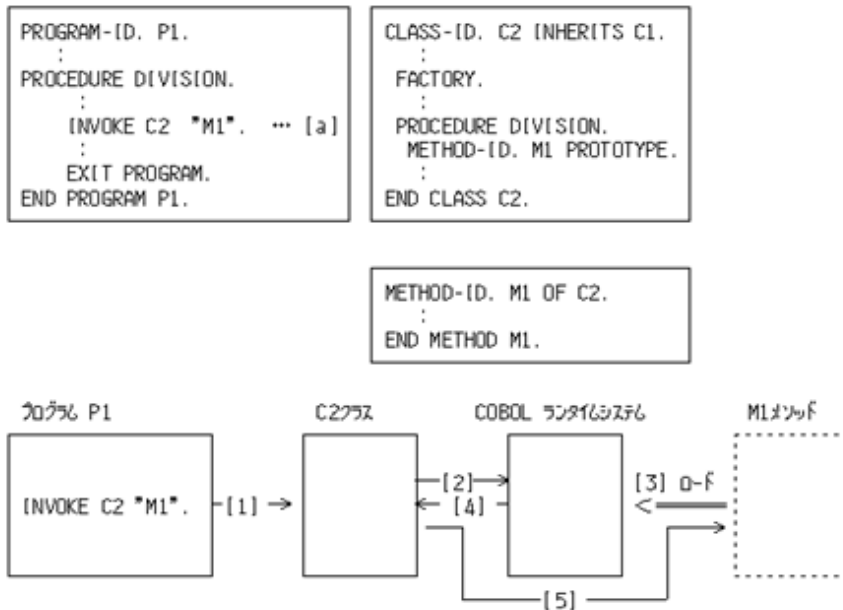 PROGRAM-ID. P1.
:
PROCEDURE DIVISION.
:
INVOKE C2 "M1". … [a]
:
EXIT PROGRAM.
END PROGRAM P1.
CLASS-ID. C2 INHERITS C1.
:
FACTORY.
:
PROCEDURE DIVISION.
METHOD-ID. M1 PROTOTYPE.
:
END CLASS C2.
METHOD-ID. M1 OF C2.
:
END METHOD M1.
プログラム P1
C2クラス
COBOL ランタイムシステム
M1メソッド
INVOKE C2 "M1".
[1]
[2]
[4]
[3] ロード
[5]